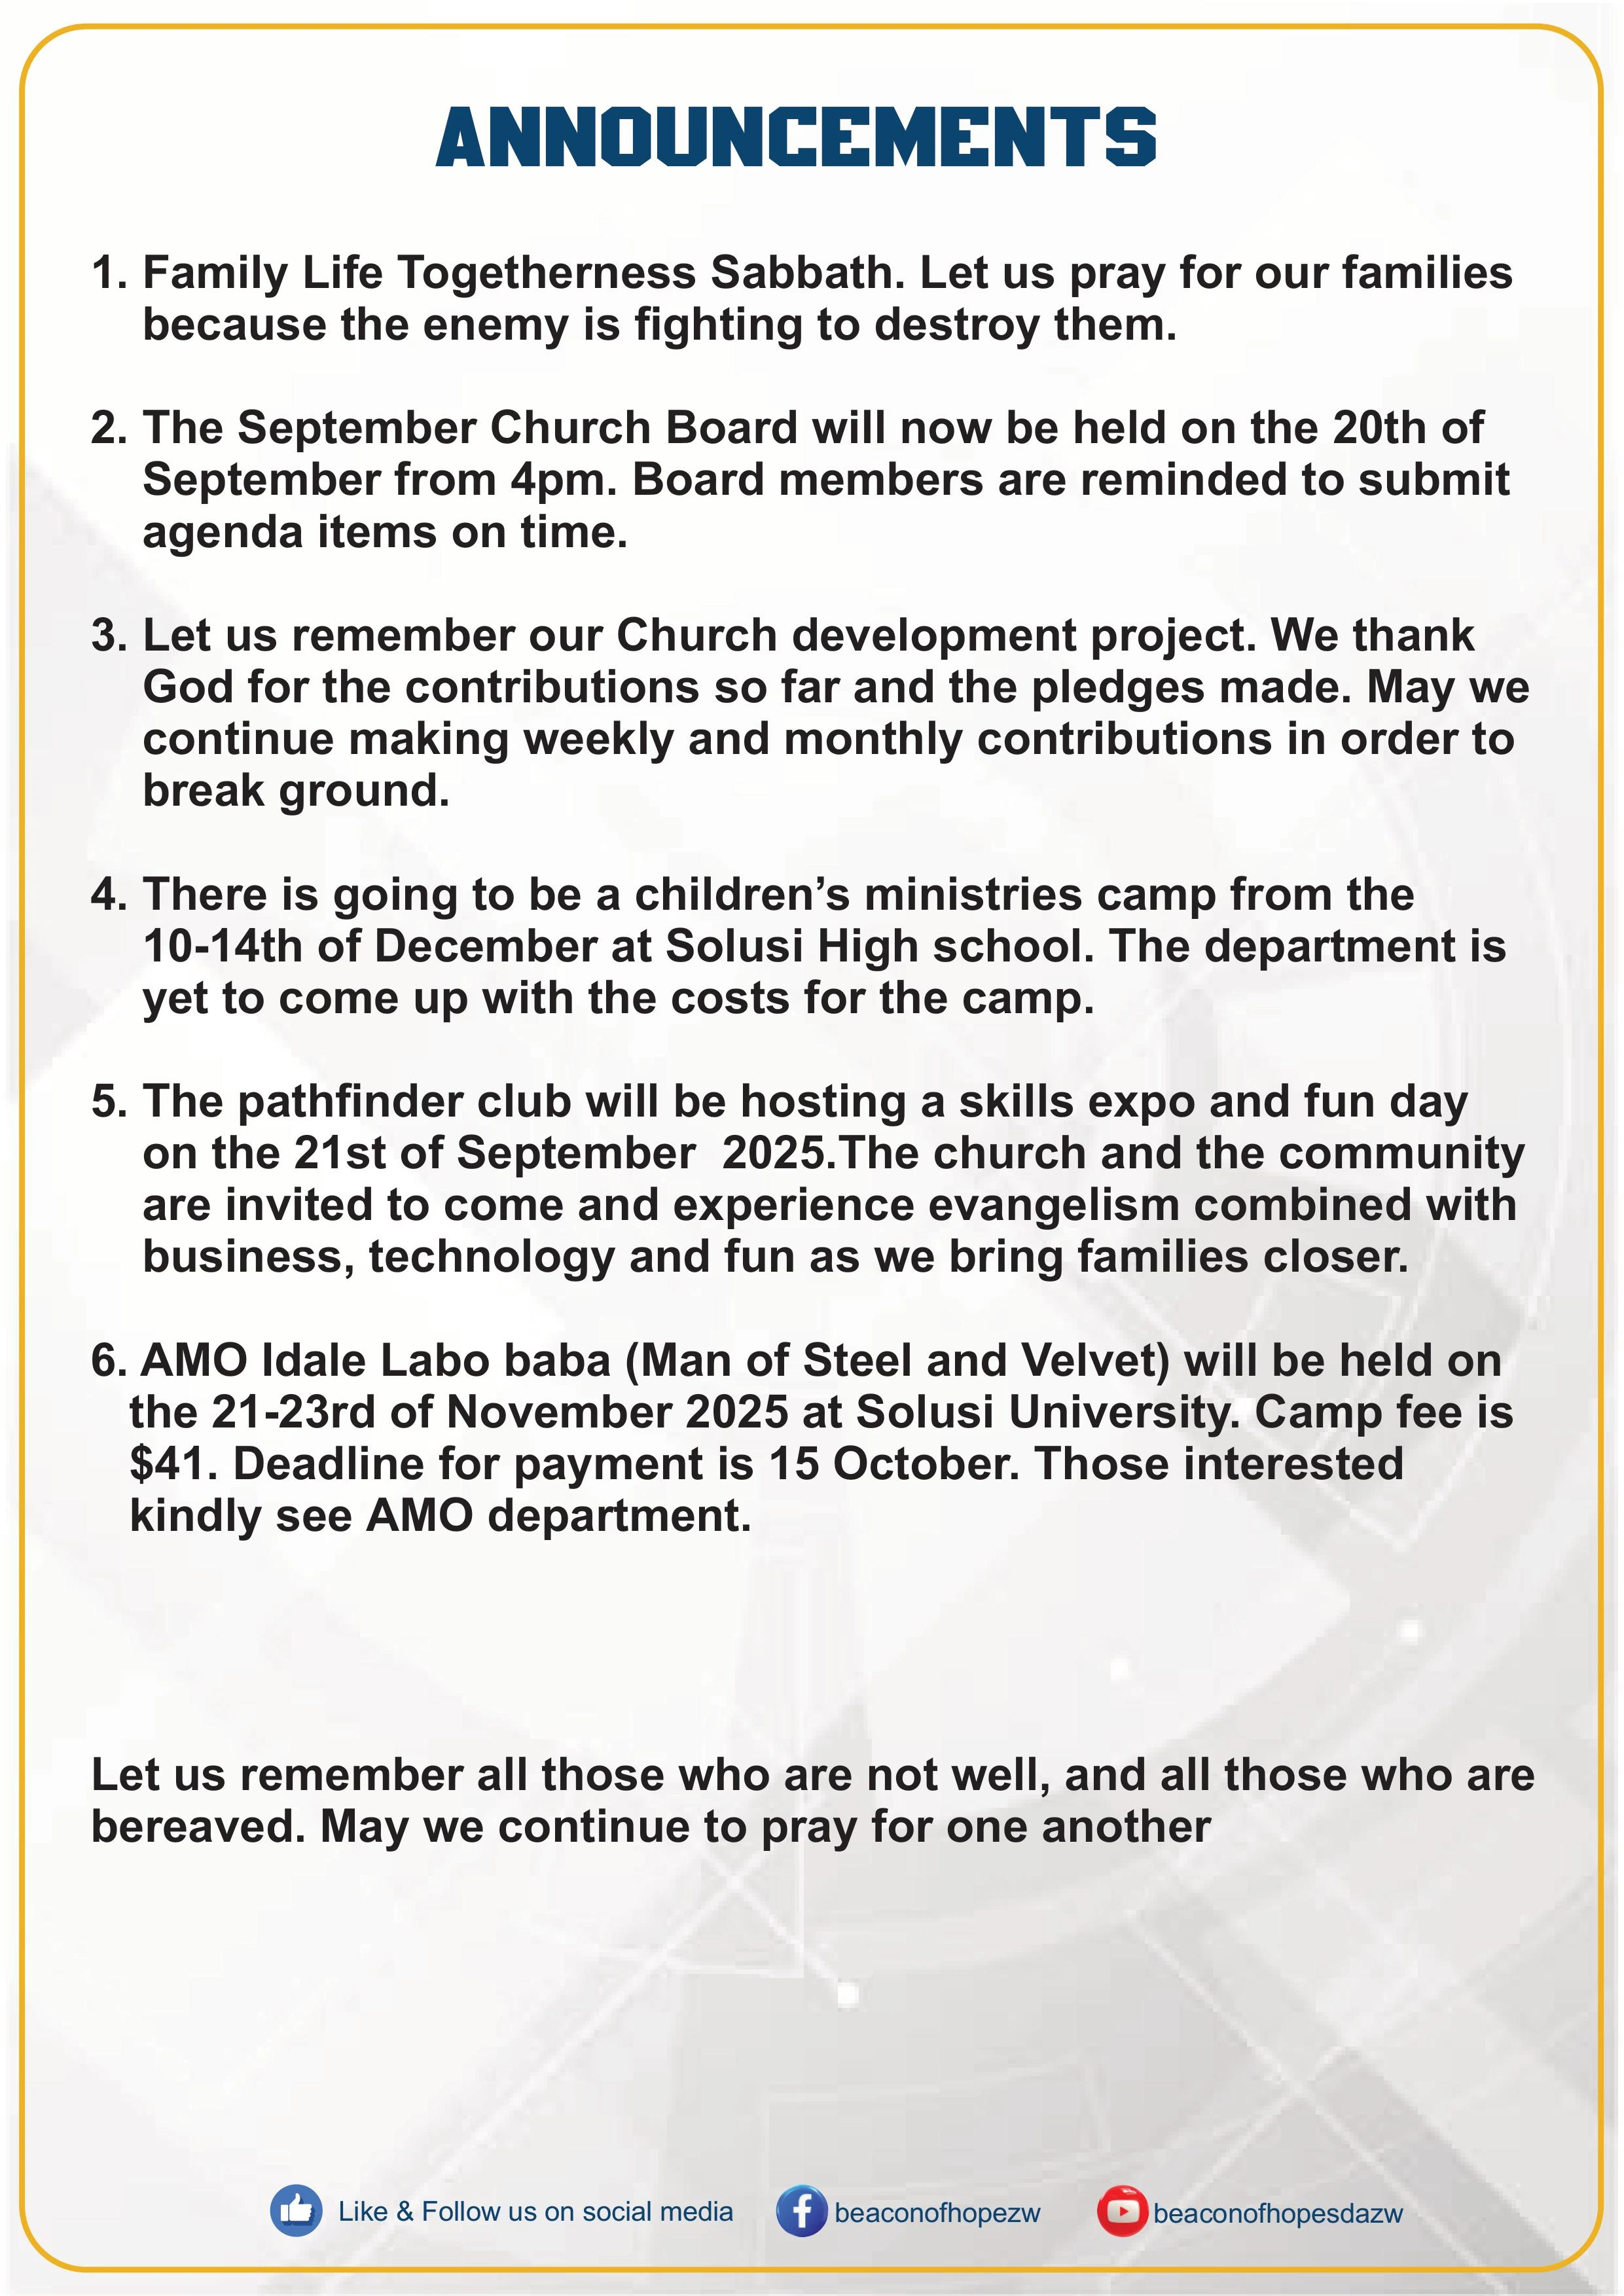 ANNOUNCEMENTS
1. Family Life Togetherness Sabbath. Let us pray for our families
because the enemy is fighting to destroy them.
2. The September Church Board will now be held on the 20th of
September from 4pm. Board members are reminded to submit
agenda items on time.
3. Let us remember our Church development project. We thank
God for the contributions so far and the pledges made. May we
continue making weekly and monthly contributions in order to
break ground.
4. There is going to be a children’s ministries camp from the
10-14th of December at Solusi High school. The department is
yet to come up with the costs for the camp.
5. The pathfinder club will be hosting a skills expo and fun day
on the 21st of September  2025.The church and the community
are invited to come and experience evangelism combined with
business, technology and fun as we bring families closer.
6. AMO Idale Labo baba (Man of Steel and Velvet) will be held on
the 21-23rd of November 2025 at Solusi University. Camp fee is
$41. Deadline for payment is 15 October. Those interested
kindly see AMO department.
Let us remember all those who are not well, and all those who are
bereaved. May we continue to pray for one another
Like & Follow us on social media beaconofhopezw beaconofhopesdazw